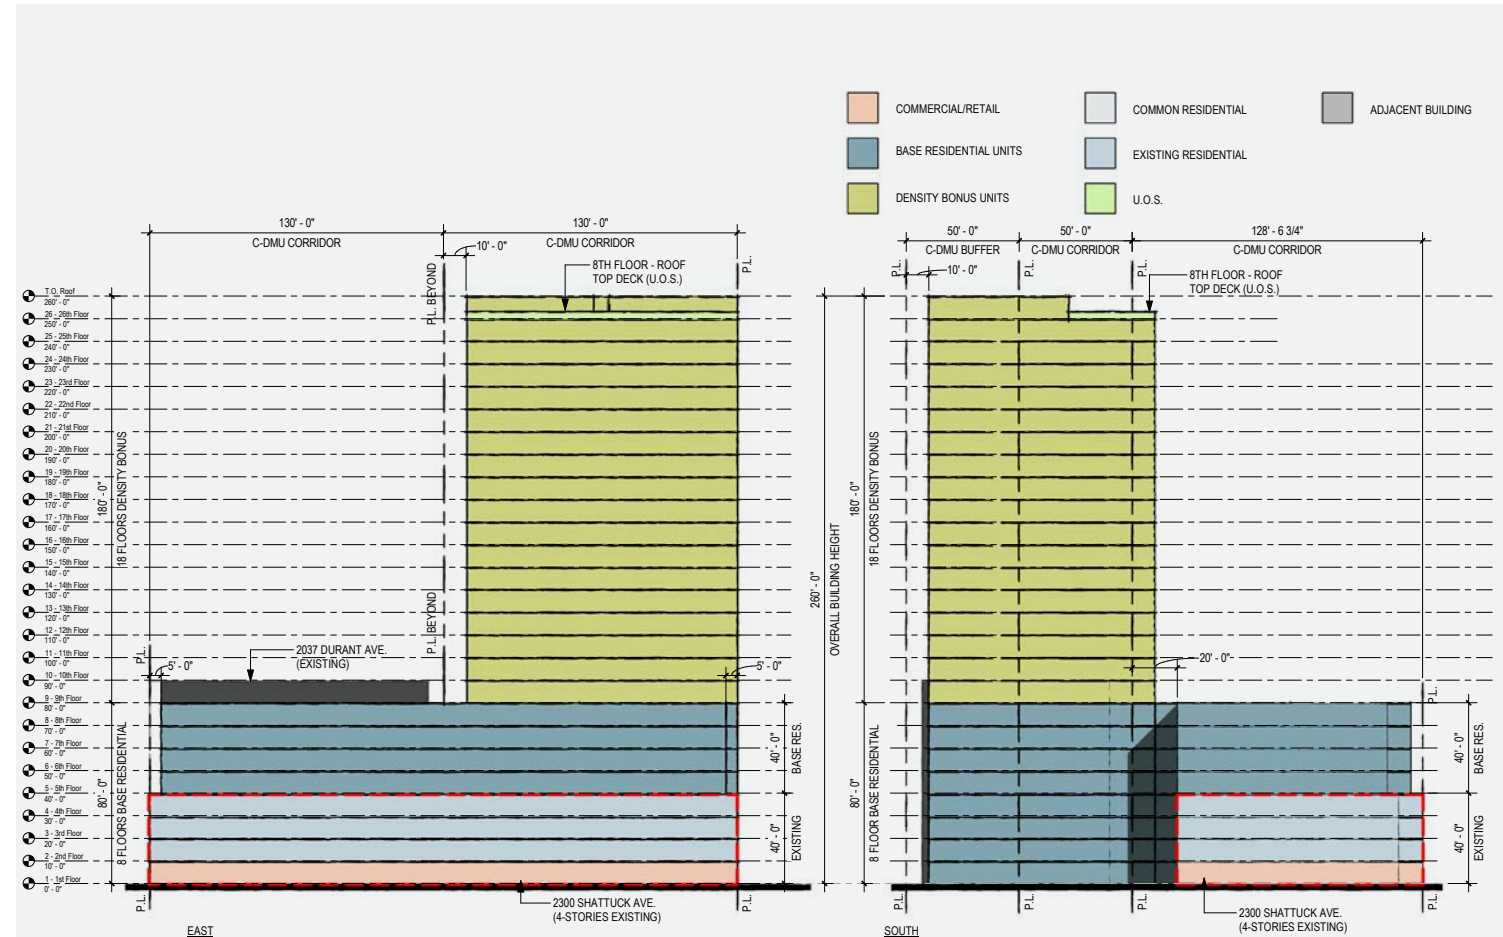 COMMERCIAL/RETAIL
COMMON RESIDENTIAL
ADJACENT BUILDING
BASE RESIDENTIAL UNITS
EXISTING RESIDENTIAL
DENSITY BONUS UNITS
U.O.S.
130' - 0"
C-DMU CORRIDOR
130' - 0"
C-DMU CORRIDOR
10' - 0"
8TH FLOOR - ROOF
TOP DECK (U.O.S.)
P.L.
P.L. BEYOND
P.L. BEYOND
P.L.
T.O. Roof
260' - 0"
26 - 26th Floor
250' - 0"
25 - 25th Floor
240' - 0"
24 - 24th Floor
230' - 0"
23 - 23rd Floor
220' - 0"
22 - 22nd Floor
210' - 0"
21 - 21st Floor
200' - 0"
20 - 20th Floor
190' - 0"
19 - 19th Floor
180' - 0"
18 - 18th Floor
170' - 0"
17 - 17th Floor
160' - 0"
16 - 16th Floor
150' - 0"
15 - 15th Floor
140' - 0"
14 - 14th Floor
130' - 0"
13 - 13th Floor
120' - 0"
12 - 12th Floor
110' - 0"
11 - 11th Floor
100' - 0"
10 - 10th Floor
90' - 0"
9 - 9th Floor
80' - 0"
8 - 8th Floor
70' - 0"
7 - 7th Floor
60' - 0"
6 - 6th Floor
50' - 0"
5 - 5th Floor
40' - 0"
4 - 4th Floor
30' - 0"
3 - 3rd Floor
20' - 0"
2 - 2nd Floor
10' - 0"
1 - 1st Floor
0' - 0"
180' - 0"
18 FLOORS DENSITY BONUS
80' - 0"
8 FLOORS BASE RESIDENTIAL
5' - 0"
2037 DURANT AVE.
(EXISTING)
5' - 0"
40' - 0"
BASE RES.
40' - 0"
EXISTING
2300 SHATTUCK AVE.
(4-STORIES EXISTING)
P.L.
P.L.
EAST
50' - 0"
C-DMU BUFFER
50' - 0"
C-DMU CORRIDOR
128' - 6 3/4"
C-DMU CORRIDOR
P.L.
P.L.
P.L.
10' - 0"
8TH FLOOR - ROOF
TOP DECK (U.O.S.)
260' - 0"
OVERALL BUILDING HEIGHT
180' - 0"
18 FLOORS DENSITY BONUS
80' - 0"
8 FLOOR BASE RESIDENTIAL
20' - 0"
P.L.
40' - 0"
BASE RES.
40' - 0"
EXISTING
2300 SHATTUCK AVE.
(4-STORIES EXISTING)
P.L.
P.L.
P.L.
P.L.
SOUTH